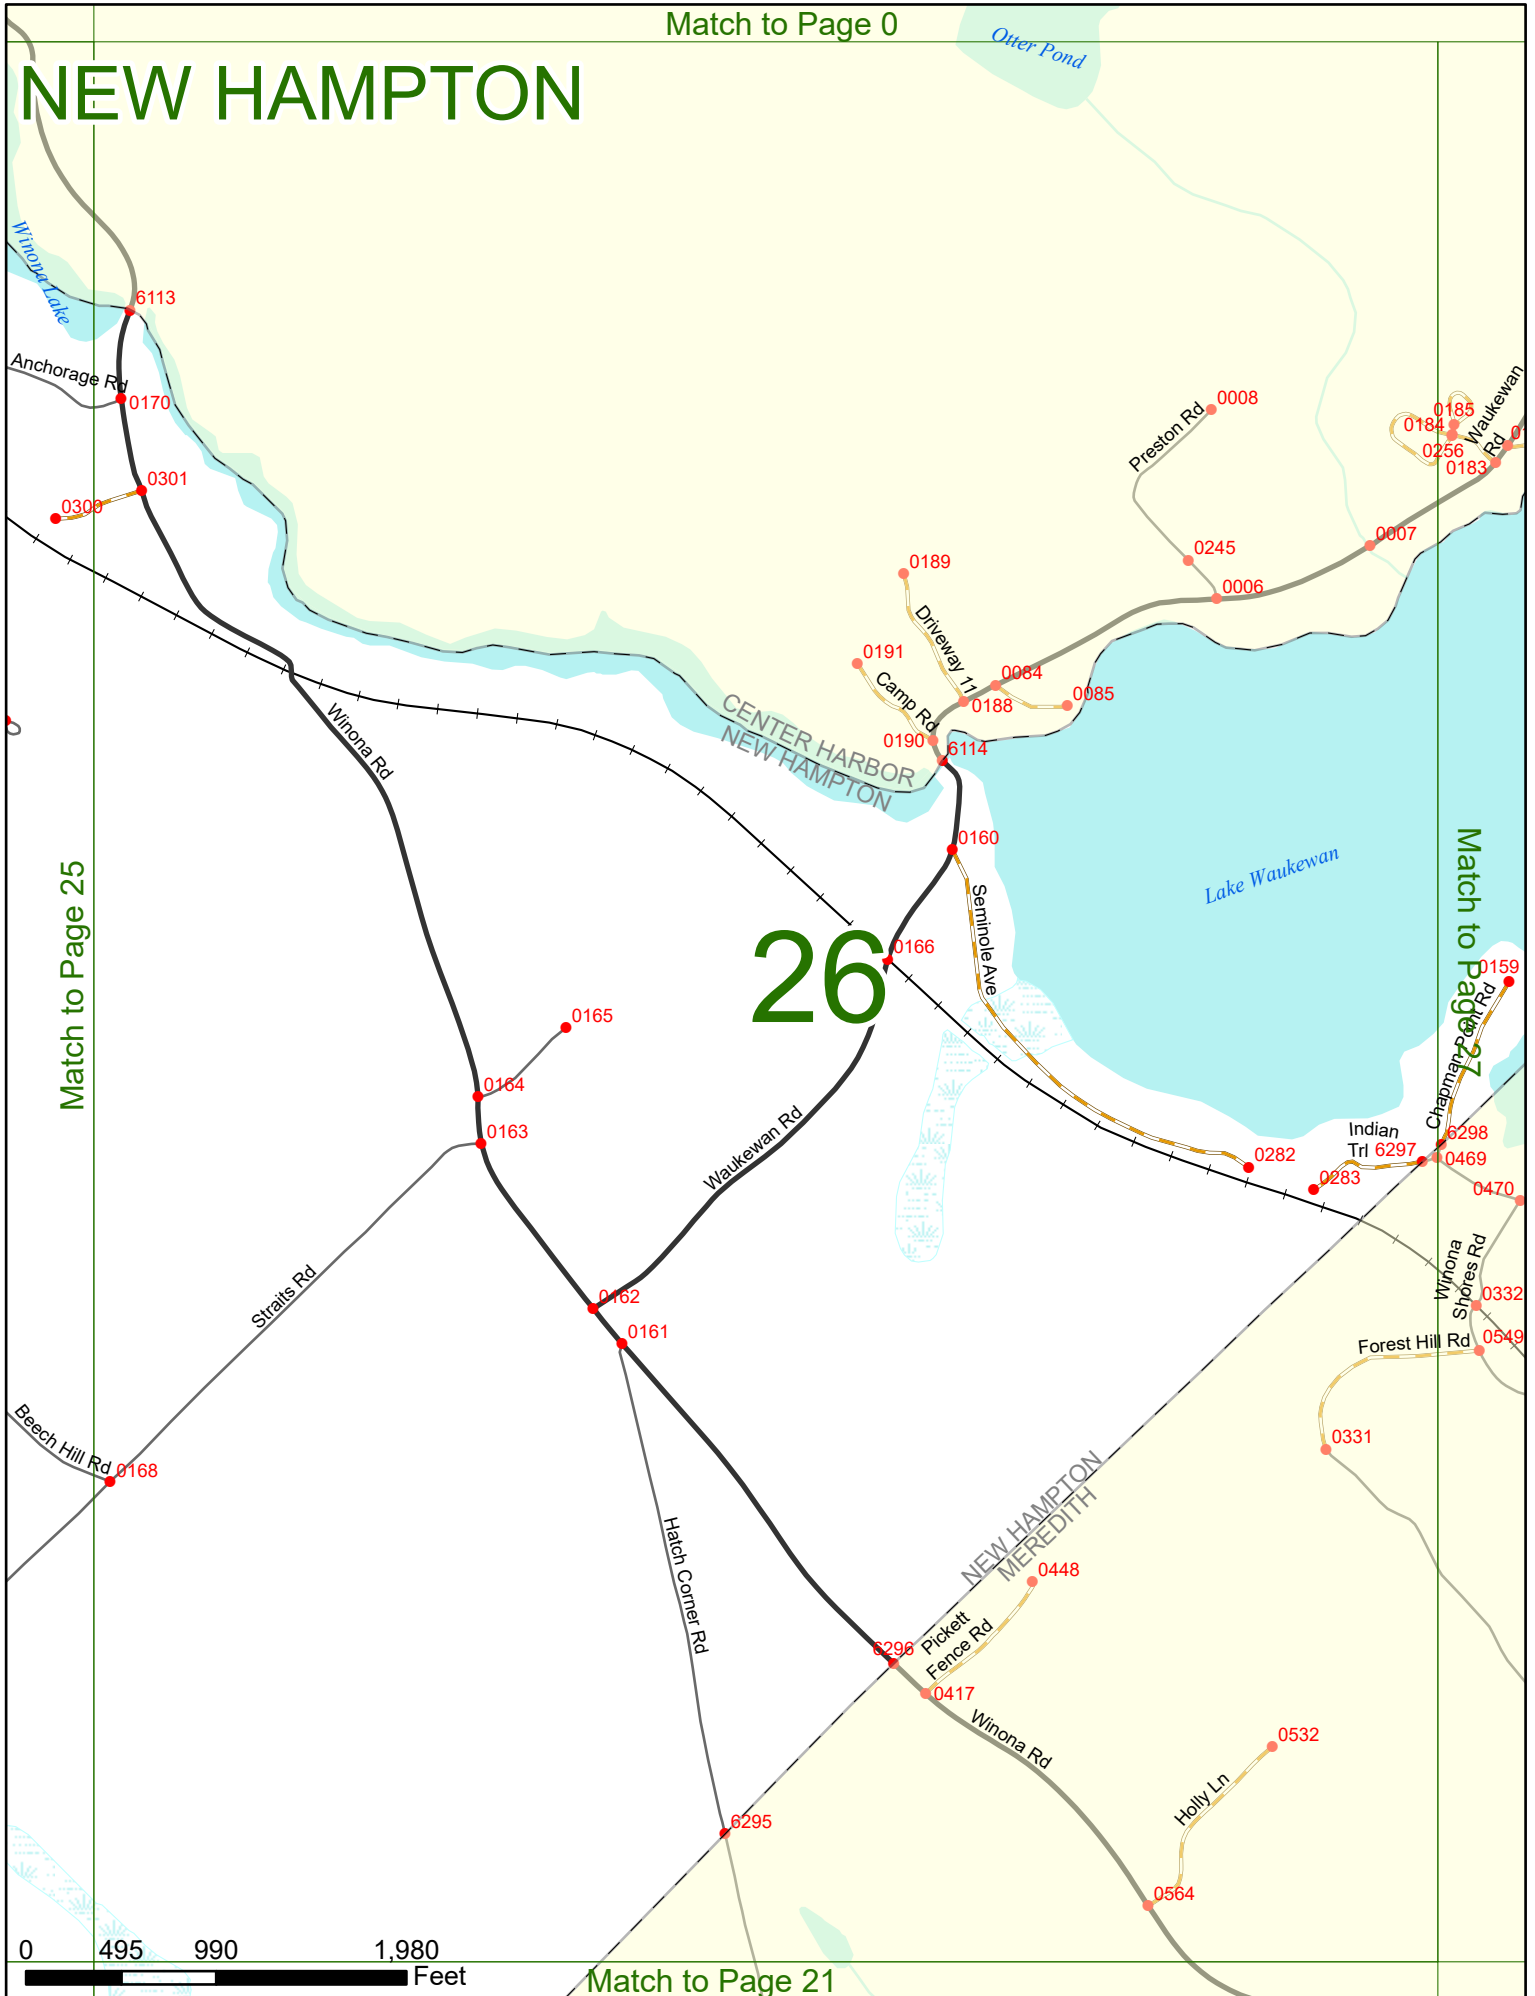 Match to Page 0
Otter Pond
NEW HAMPTON
Winona Lake
6113
Anchorage Rd
0170
0301
0300
0008
Preston Rd
0185
0184
0256
0183
Waukewan
Rd
0007
0245
0006
0189
Driveway 11
0191
Camp Rd
0084
0085
0188
0190
6114
CENTER HARBOR
NEW HAMPTON
Winona Rd
0160
Seminole Ave
Lake Waukewan
Match to Page 25
Match to Page 27
26
0166
0159
Chapman Point Rd
0165
0164
0163
Waukewan Rd
Indian
Trl
6297
6298
0469
0282
0283
0470
Straits Rd
Winona
Shores Rd
0332
0162
0161
0549
Forest Hill Rd
0331
Beech Hill Rd
0168
NEW HAMPTON
MEREDITH
Hatch Corner Rd
0448
Pickett
Fence Rd
6296
0417
Winona Rd
0532
Holly Ln
6295
0564
0 495 990 1,980
Feet
Match to Page 21